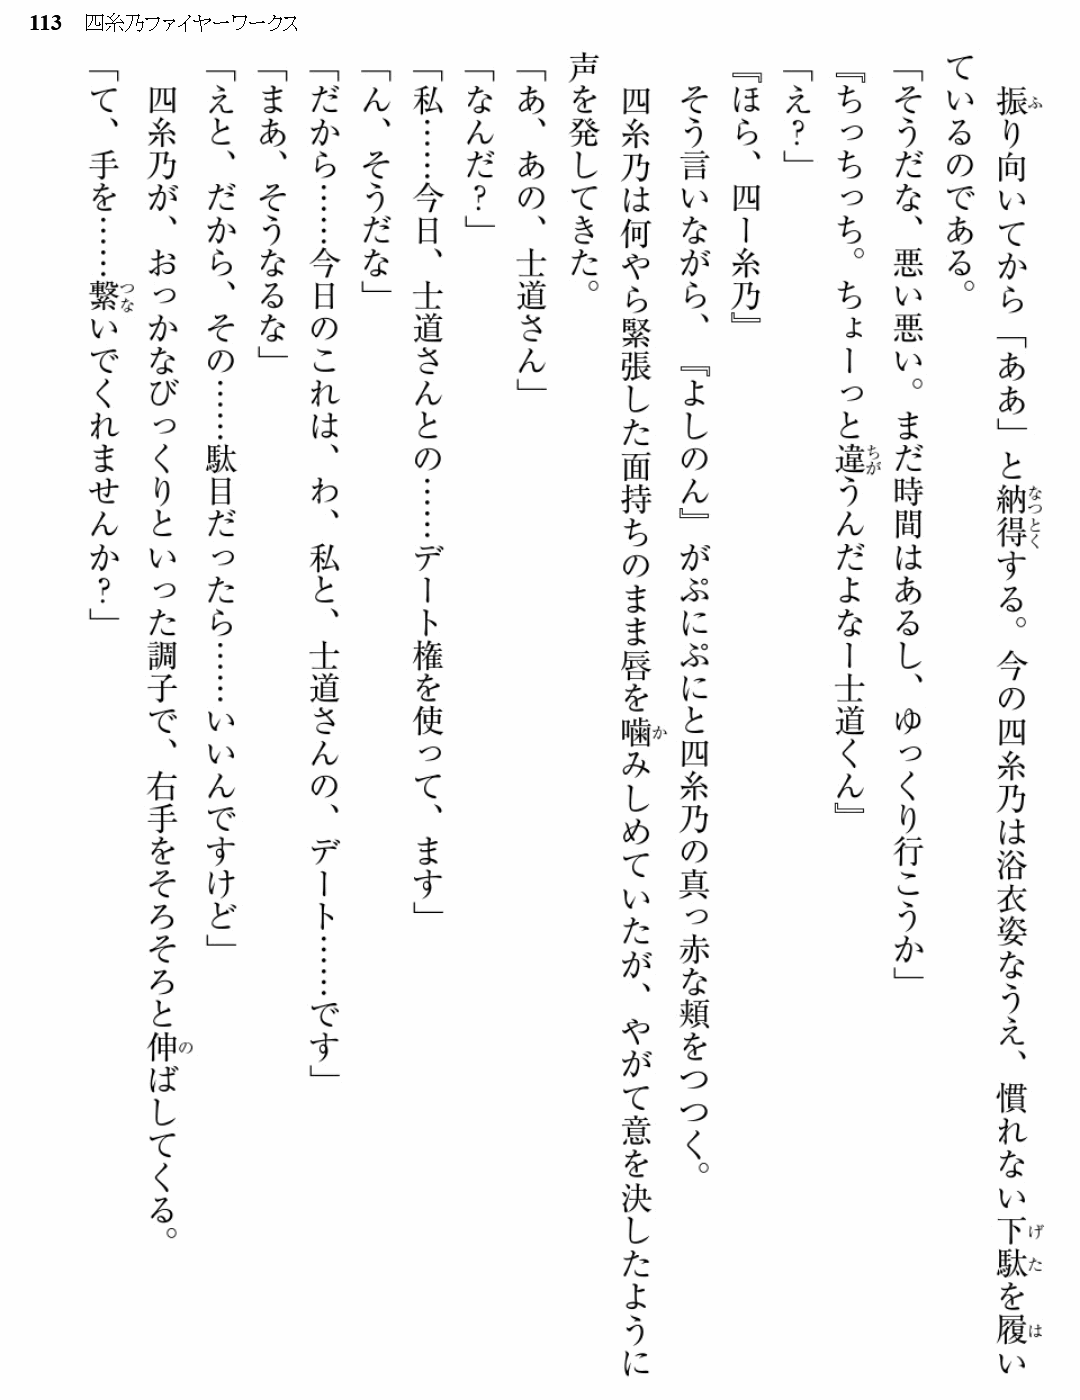 113 四糸乃ファイヤーワークス
振り向いてから「ああ」と納得する。今の四糸乃は浴衣姿なうえ、慣れない下駄を履い
ているのである。
「そうだな、悪い悪い。まだ時間はあるし、ゆっくり行こうか」
『ちっちっち。ちょーっと違うんだよなー士道くん』
「え？」
『ほら、四ー糸乃』
そう言いながら、『よしのん』がぷにぷにと四糸乃の真っ赤な頬をつつく。
四糸乃は何やら緊張した面持ちのまま唇を噛みしめていたが、やがて意を決したように
声を発してきた。
「あ、あの、士道さん」
「なんだ？」
「私……今日、士道さんとの……デート権を使って、ます」
「ん、そうだな」
「だから……今日のこれは、わ、私と、士道さんの、デート……です」
「まあ、そうなるな」
「えと、だから、その……駄目だったら……いいんですけど」
四糸乃が、おっかなびっくりといった調子で、右手をそろそろと伸ばしてくる。
「て、手を……繋いでくれませんか？」